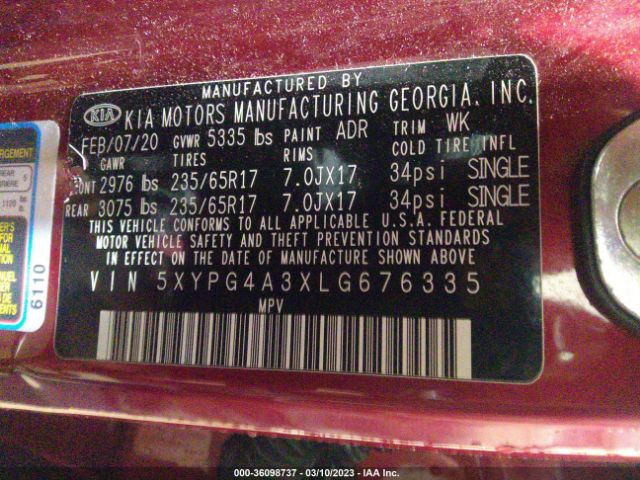 MANUFACTURED BY
KIA KIA MOTORS MANUFACTURING GEORGIA, INC.
FEB/07/20 GVWR 5335 lbs PAINT ADR TRIM WK
GAWR TIRES RIMS COLD TIRE INFL
2976 lbs 235/65R17 7.0JX17 34psi SINGLE
REAR 3075 lbs 235/65R17 7.0JX17 34psi SINGLE
THIS VEHICLE CONFORMS TO ALL APPLICABLE U.S.A. FEDERAL
MOTOR VEHICLE SAFETY AND THEFT PREVENTION STANDARDS
IN EFFECT ON THE DATE OF MANUFACTURE SHOWN ABOVE.
VIN 5XYPG4A3XLG676335
MPV
6110
000-36098737 - 03/10/2023 - IAA Inc.